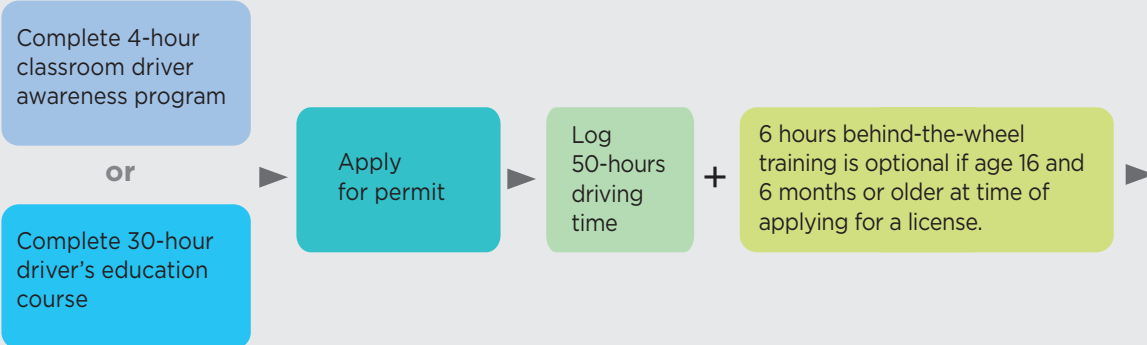 Complete 4-hour
classroom driver
awareness program
or
Complete 30-hour
driver's education
course
Apply
for permit
Log
50-hours
driving
time
+
6 hours behind-the-wheel
training is optional if age 16 and
6 months or older at time of
applying for a license.